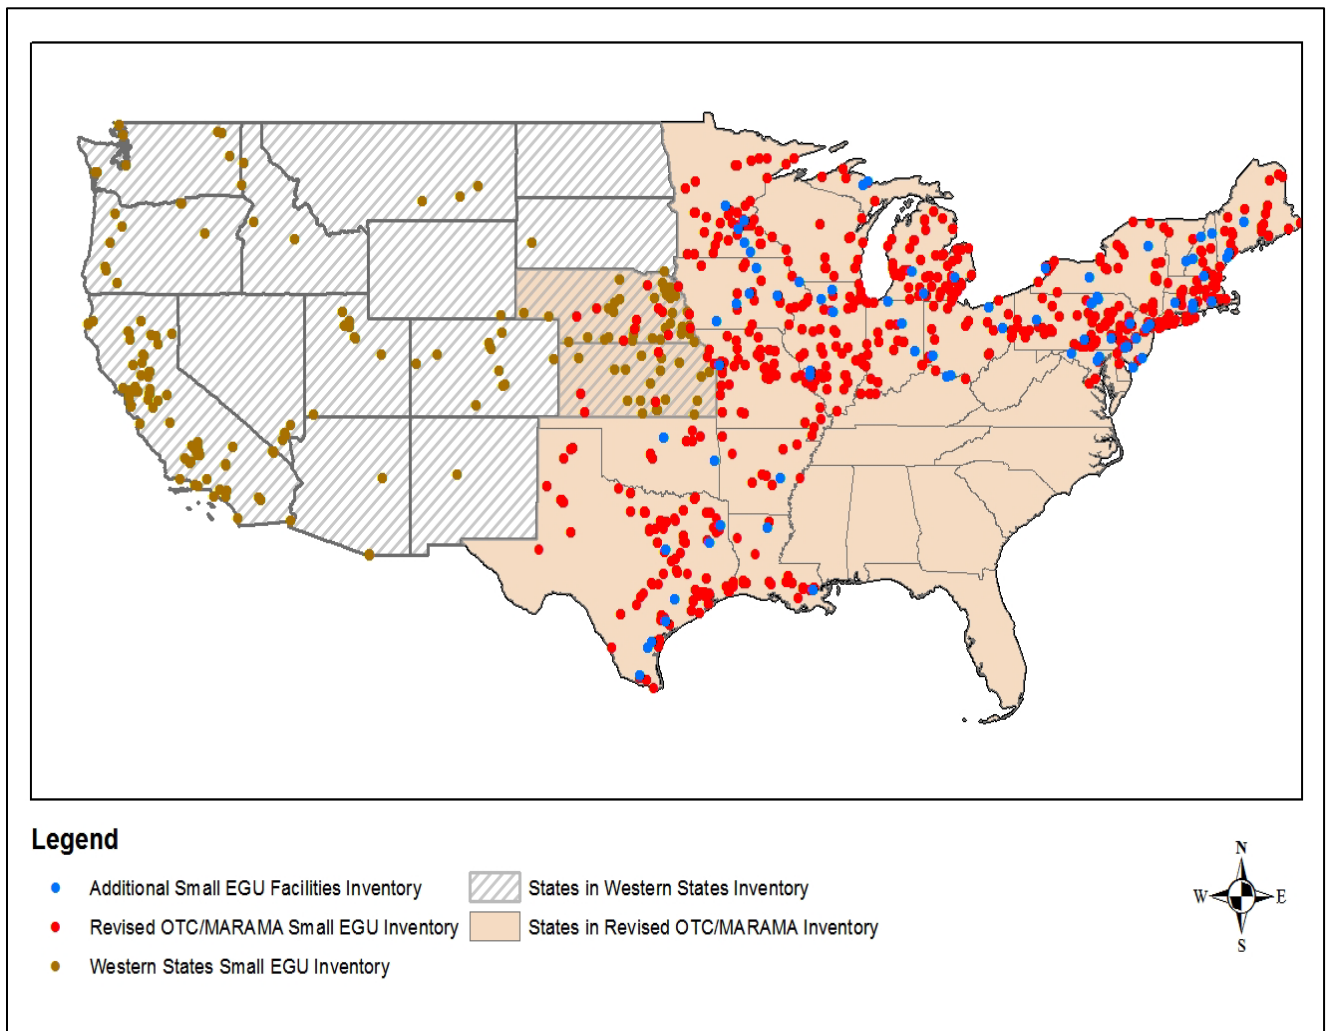 Legend
Additional Small EGU Facilities Inventory
States in Western States Inventory
Revised OTC/MARAMA Small EGU Inventory
States in Revised OTC/MARAMA Inventory
Western States Small EGU Inventory
N
W E
S